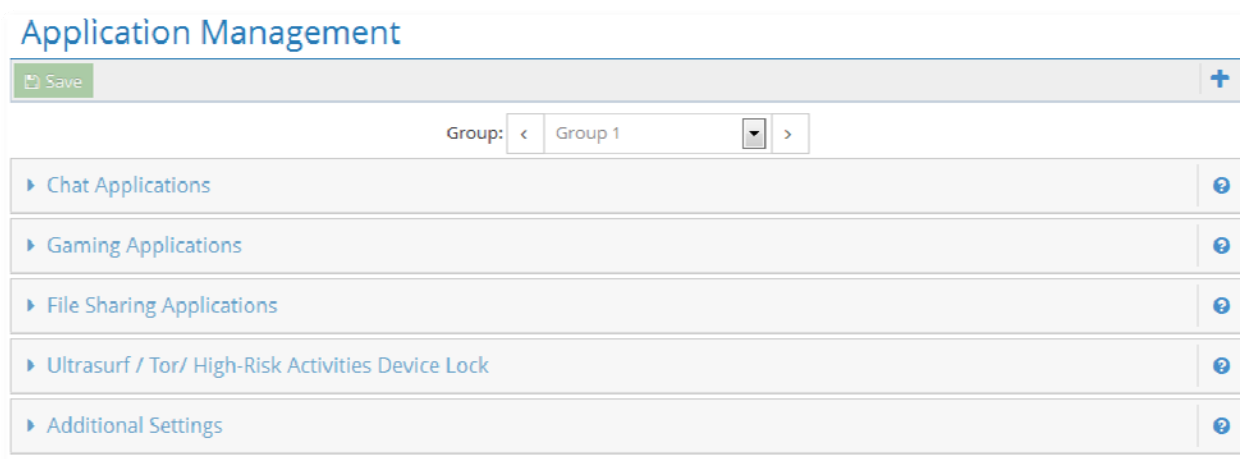 Application Management
Save
Group: < Group 1 >
Chat Applications
Gaming Applications
File Sharing Applications
Ultrasurf / Tor/ High-Risk Activities Device Lock
Additional Settings